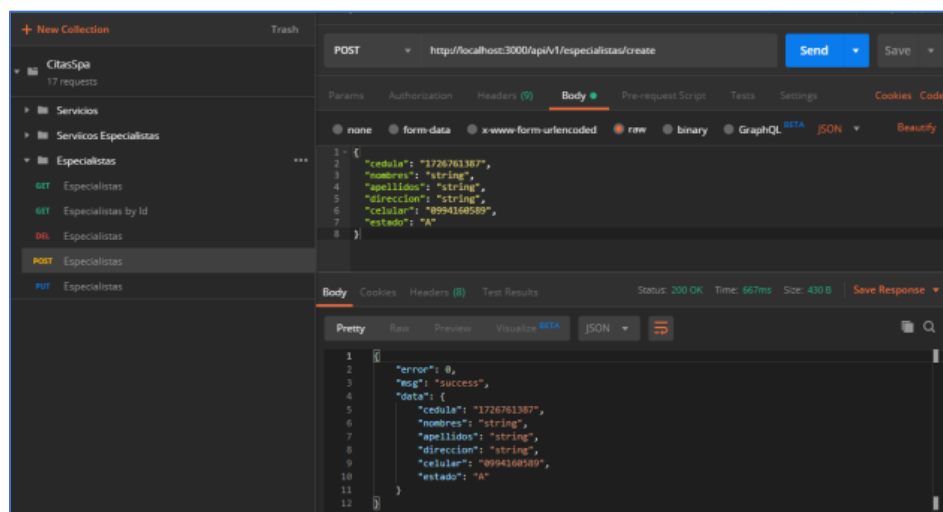 + New Collection Trash
CitasSpa
17 requests
Servicios
Serviicos Especialistas
Especialistas
GET Especialistas
GET Especialistas by Id
DEL Especialistas
POST Especialistas
PUT Especialistas
POST http://localhost:3000/api/v1/especialistas/create Send Save
Params Authorization Headers (9) Body Pre-request Script Tests Settings Cookies Code
none form-data x-www-form-urlencoded raw binary GraphQL BETA JSON Beautify
1 {
2 "cedula": "1726761387",
3 "nombres": "string",
4 "apellidos": "string",
5 "direccion": "string",
6 "celular": "0994160589",
7 "estado": "A"
8 }
Body Cookies Headers (8) Test Results Status: 200 OK Time: 667ms Size: 430 B Save Response
Pretty Raw Preview Visualize BETA JSON
1 {
2 "error": 0,
3 "msg": "success",
4 "data": {
5 "cedula": "1726761387",
6 "nombres": "string",
7 "apellidos": "string",
8 "direccion": "string",
9 "celular": "0994160589",
10 "estado": "A"
11 }
12 }